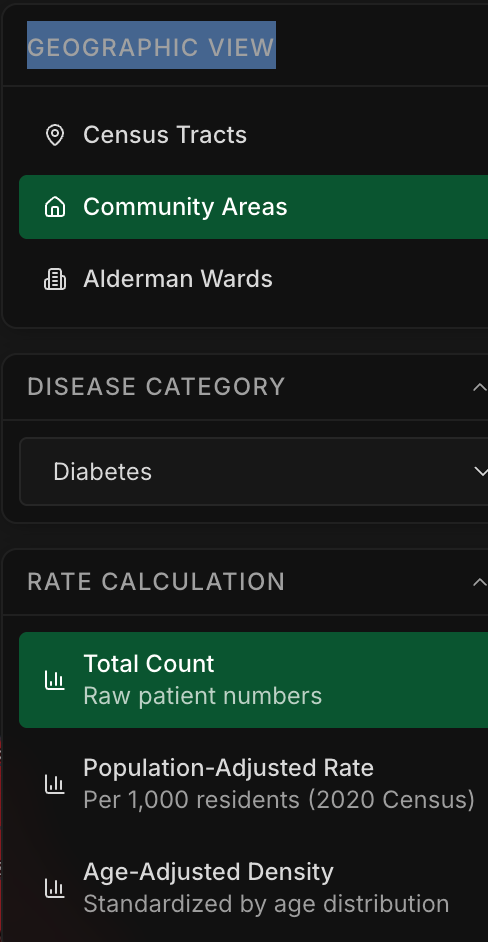 GEOGRAPHIC VIEW
Census Tracts
Community Areas
Alderman Wards
DISEASE CATEGORY
Diabetes
RATE CALCULATION
Total Count
Raw patient numbers
Population-Adjusted Rate
Per 1,000 residents (2020 Census)
Age-Adjusted Density
Standardized by age distribution